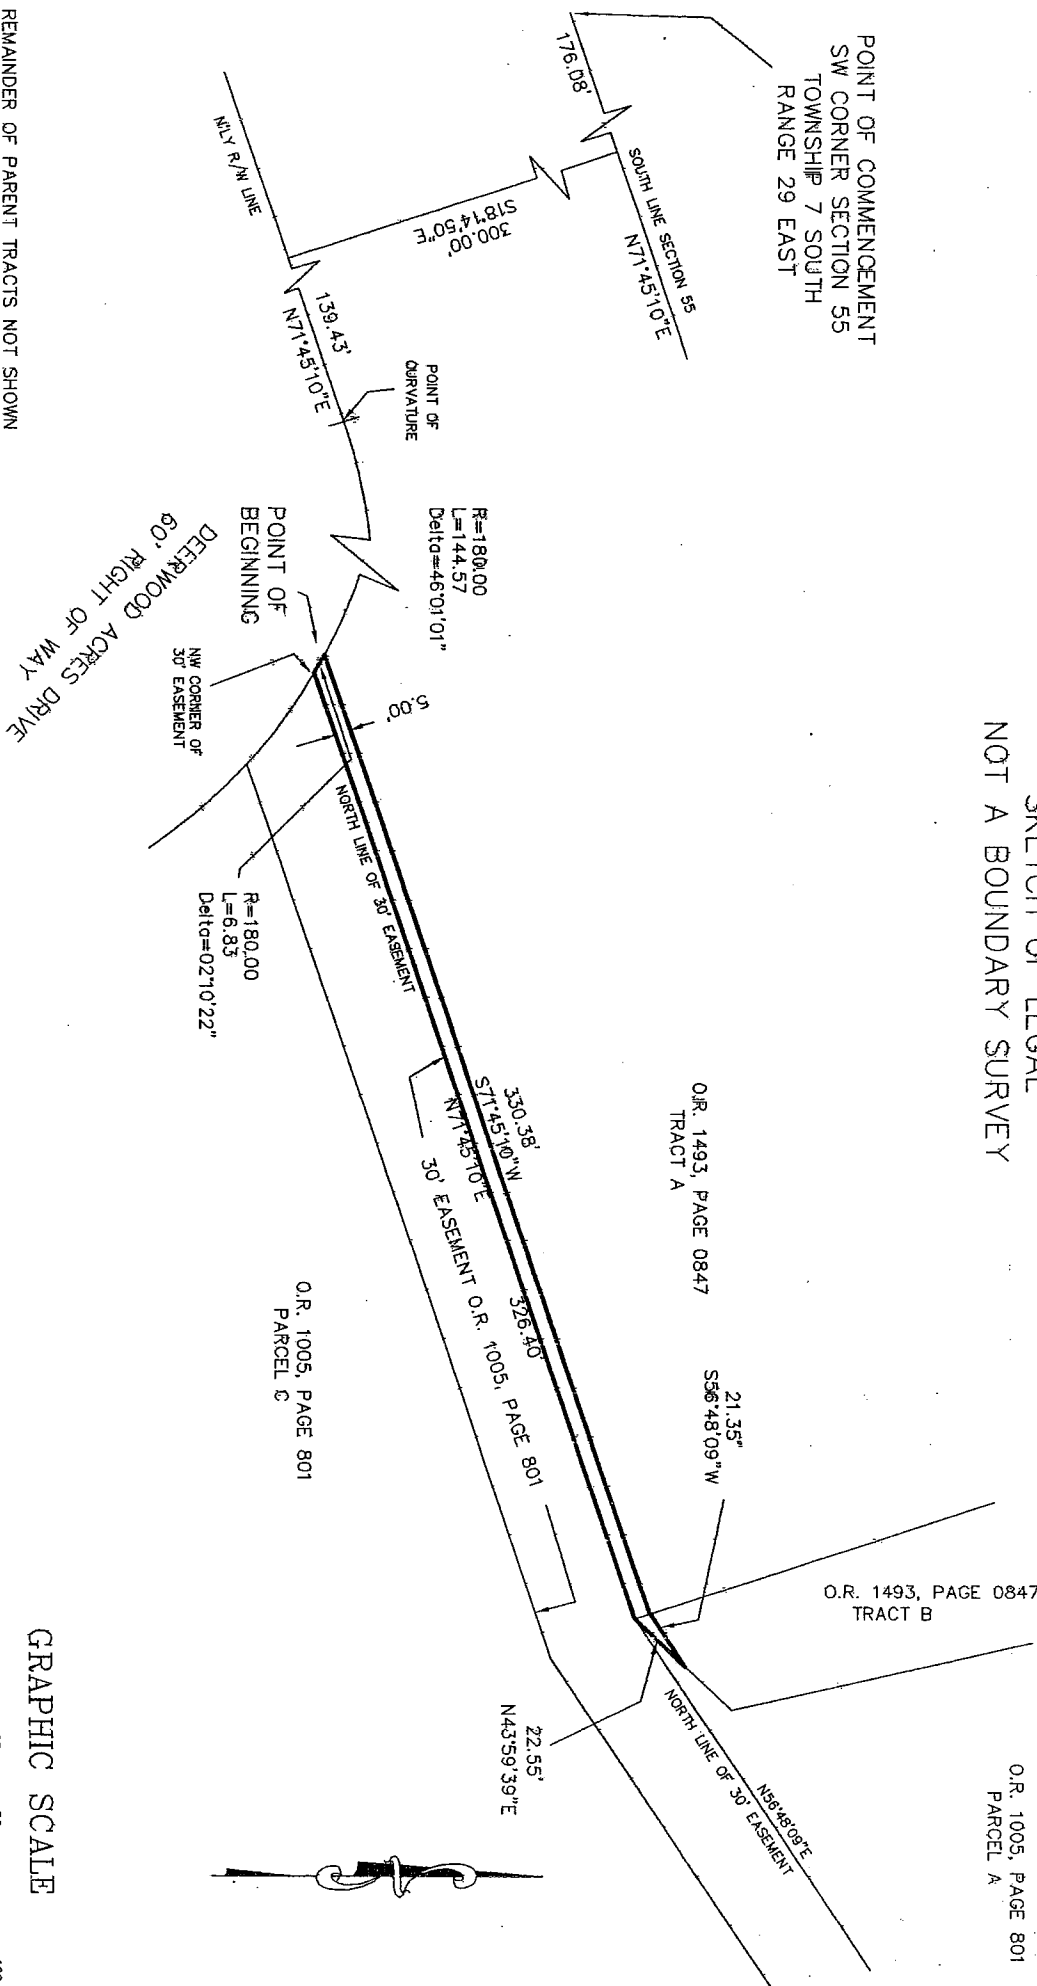 SKETCH OF LEGAL
NOT A BOUNDARY SURVEY
POINT OF COMMENCEMENT
SW CORNER SECTION 55
TOWNSHIP 7 SOUTH
RANGE 29 EAST
176.08'
SOUTH LINE SECTION 55
N71°45'10"E
300.00'
S18°14'50"E
N'LY R/W LINE
139.43'
N71°45'10"E
POINT OF
CURVATURE
R=180.00
L=144.57
Delta=46°01'01"
POINT OF
BEGINNING
DEERWOOD ACRES DRIVE
60' RIGHT OF WAY
NW CORNER OF
30' EASEMENT
5.00'
NORTH LINE OF 30' EASEMENT
R=180.00
L=6.83
Delta=02°10'22"
330.38'
S71°45'10"W
N71°45'10"E
326.40'
30' EASEMENT O.R. 1005, PAGE 801
O.R. 1493, PAGE 0847
TRACT A
21.35'
S56°48'09"W
O.R. 1493, PAGE 0847
TRACT B
O.R. 1005, PAGE 801
PARCEL C
22.55'
N43°59'39"E
N56°48'09"E
NORTH LINE OF 30' EASEMENT
O.R. 1005, PAGE 801
PARCEL A
REMAINDER OF PARENT TRACTS NOT SHOWN
GRAPHIC SCALE